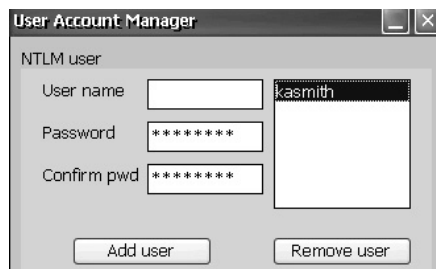 User Account Manager
NTLM user
User name
kasmith
Password ********
Confirm pwd ********
Add user Remove user